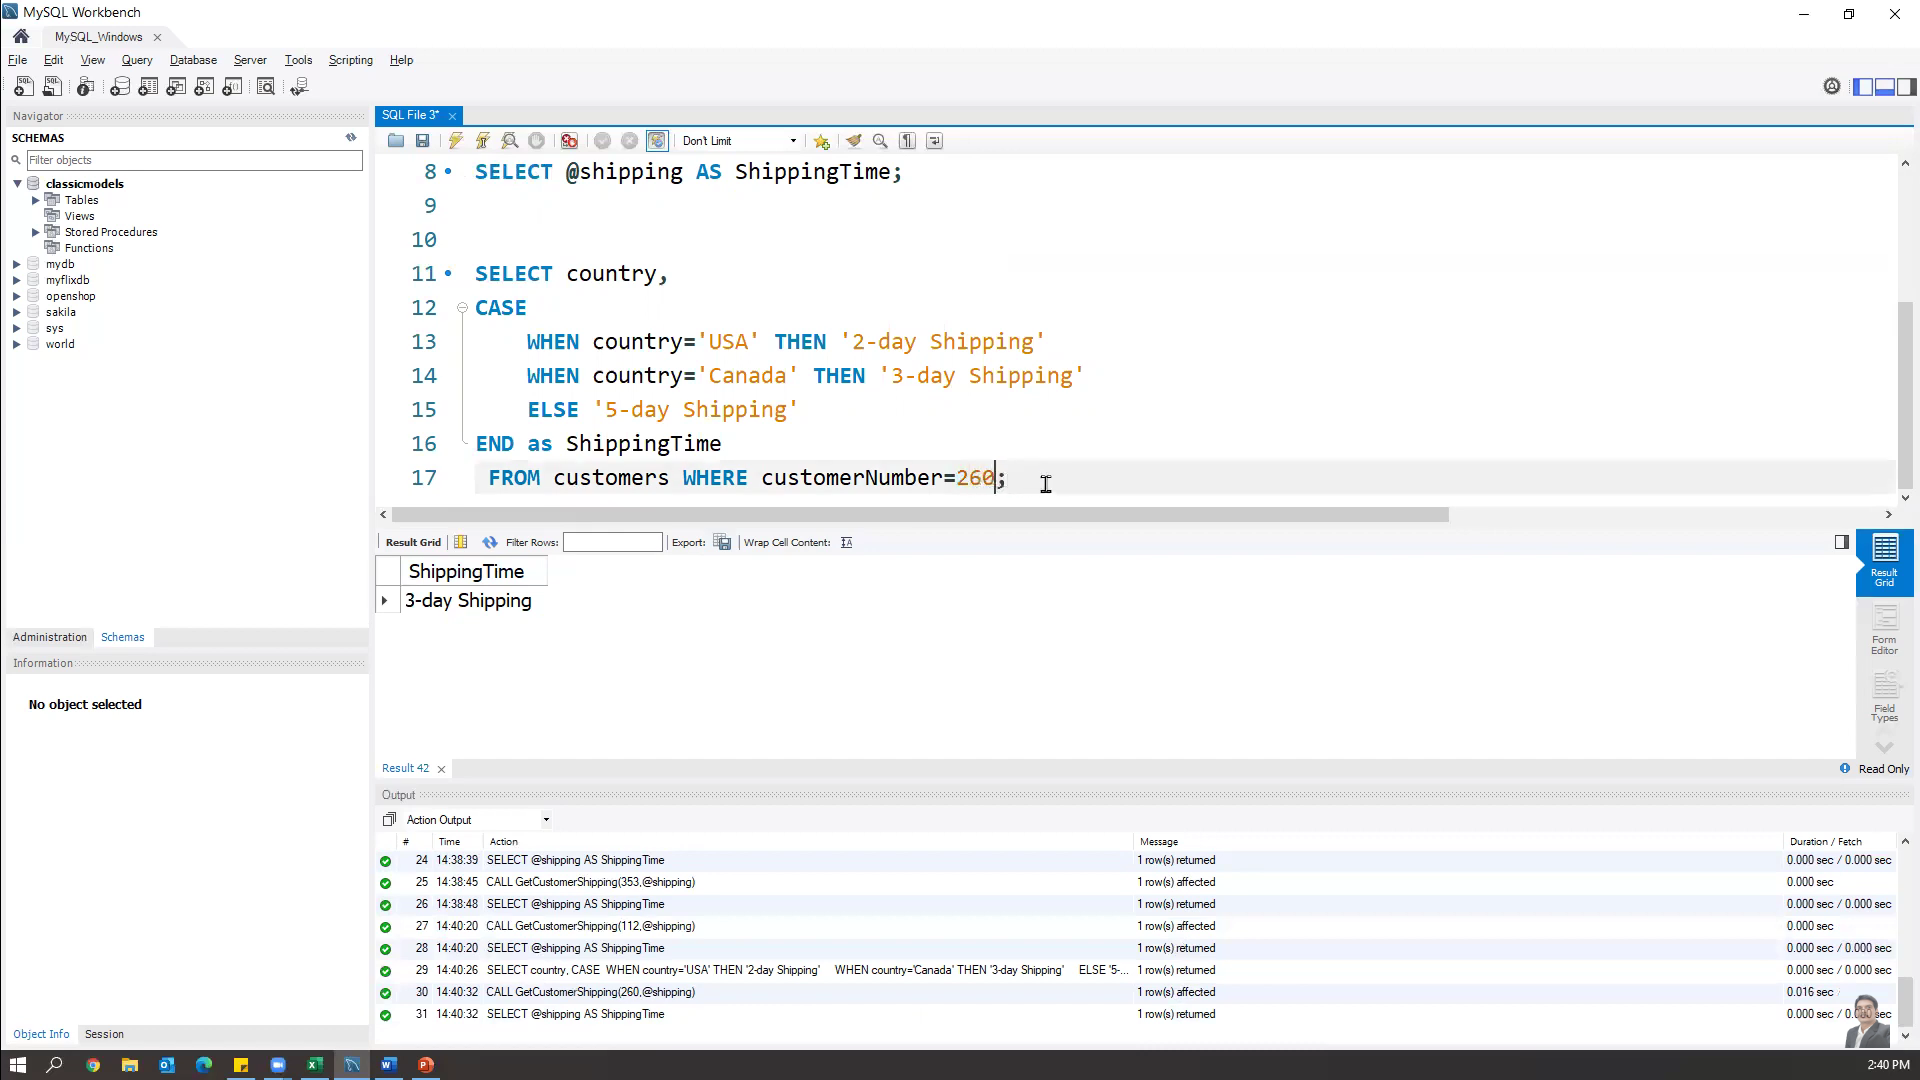 MySQL Workbench
MySQL_Windows
File Edit View Query Database Server Tools Scripting Help
Navigator
SCHEMAS
Filter objects
classicmodels
Tables
Views
Stored Procedures
Functions
mydb
myflixdb
openshop
sakila
sys
world
Administration Schemas
Information
No object selected
Object Info Session
SQL File 3*
Don't Limit
8 SELECT @shipping AS ShippingTime;
9
10
11 SELECT country,
12 CASE
13 WHEN country='USA' THEN '2-day Shipping'
14 WHEN country='Canada' THEN '3-day Shipping'
15 ELSE '5-day Shipping'
16 END as ShippingTime
17 FROM customers WHERE customerNumber=260;
Result Grid Filter Rows: Export: Wrap Cell Content:
ShippingTime
3-day Shipping
Result Grid
Form Editor
Field Types
Result 42
Read Only
Output
Action Output
# Time Action Message Duration / Fetch
24 14:38:39 SELECT @shipping AS ShippingTime 1 row(s) returned 0.000 sec / 0.000 sec
25 14:38:45 CALL GetCustomerShipping(353,@shipping) 1 row(s) affected 0.000 sec
26 14:38:48 SELECT @shipping AS ShippingTime 1 row(s) returned 0.000 sec / 0.000 sec
27 14:40:20 CALL GetCustomerShipping(112,@shipping) 1 row(s) affected 0.000 sec
28 14:40:20 SELECT @shipping AS ShippingTime 1 row(s) returned 0.000 sec / 0.000 sec
29 14:40:26 SELECT country, CASE WHEN country='USA' THEN '2-day Shipping' WHEN country='Canada' THEN '3-day Shipping' ELSE '5-... 1 row(s) returned 0.000 sec / 0.000 sec
30 14:40:32 CALL GetCustomerShipping(260,@shipping) 1 row(s) affected 0.016 sec
31 14:40:32 SELECT @shipping AS ShippingTime 1 row(s) returned 0.000 sec / sec
2:40 PM